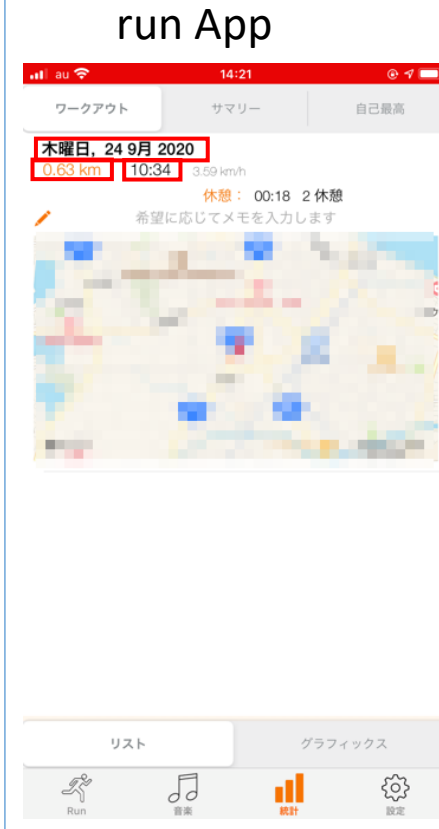 run App
au 14:21
ワークアウト サマリー 自己最高
木曜日, 24 9月 2020
0.63 km 10:34 3.59 km/h
休憩： 00:18 2 休憩
希望に応じてメモを入力します
リスト グラフィックス
Run 音楽 統計 設定